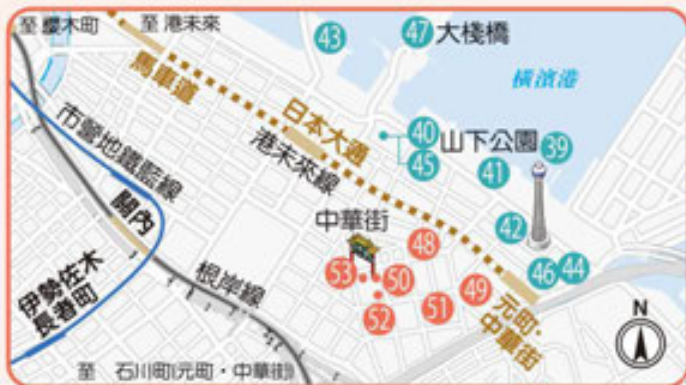 至 櫻木町
至 港未來
43
47 大棧橋
橫濱港
馬車道
日本大通
40
45
山下公園
39
41
市營地鐵藍線
港未來線
關內
中華街
42
48
伊勢佐木
長者町
根岸線
53
50
52
51
49
46
44
元町・
中華街
N
至 石川町(元町・中華街)